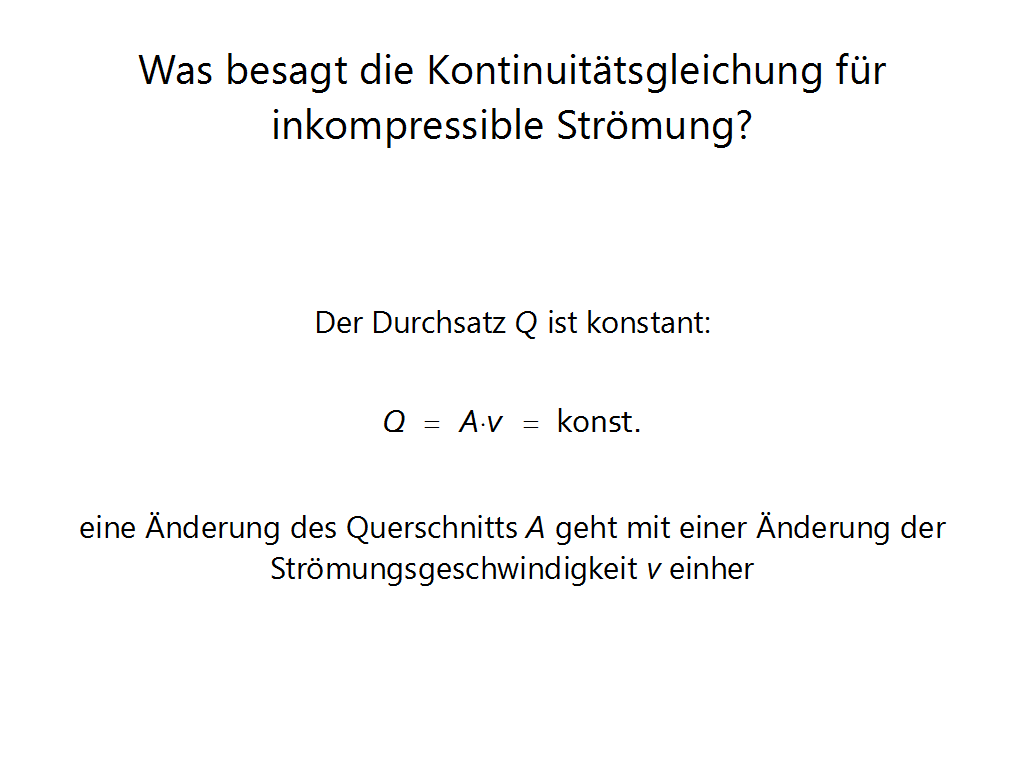 Was besagt die Kontinuitätsgleichung für
inkompressible Strömung?
Der Durchsatz Q ist konstant:
Q = A·v = konst.
eine Änderung des Querschnitts A geht mit einer Änderung der
Strömungsgeschwindigkeit v einher